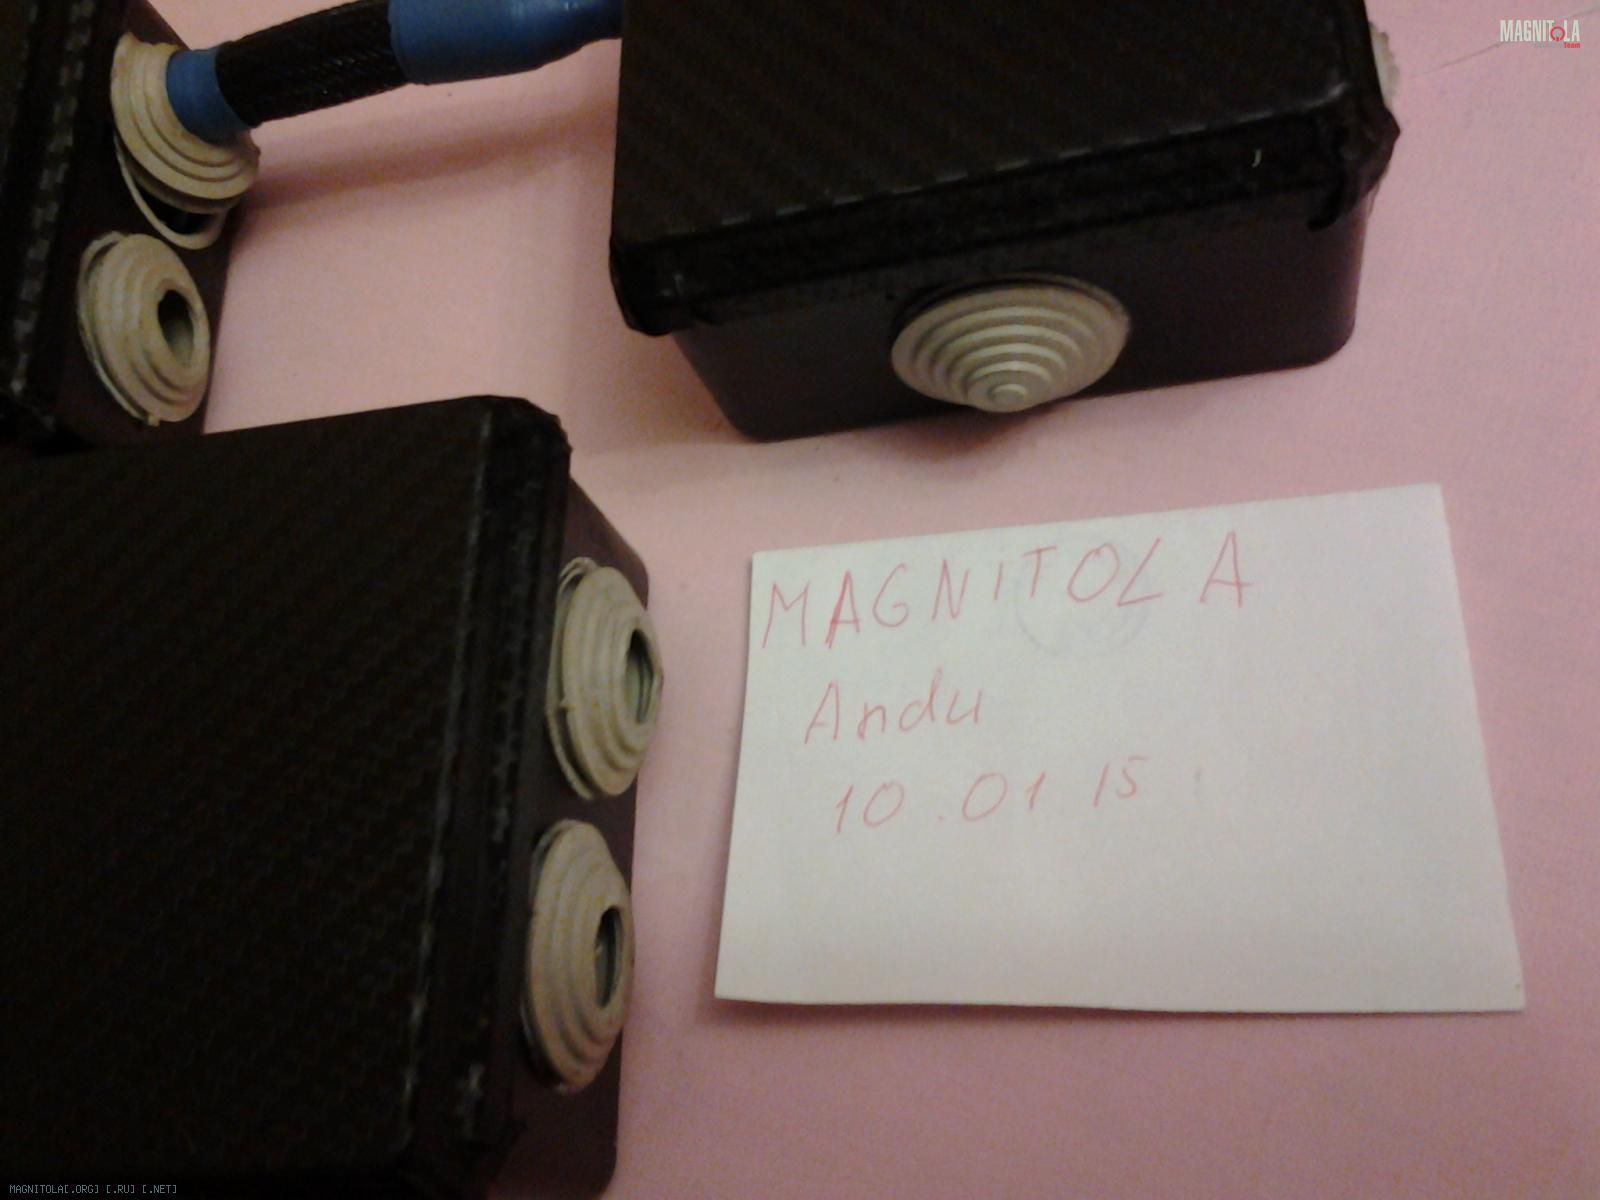 MAGNITOLA
MAGNiTOLA
Andu
10.01 15
MAGNITOLA[.ORG] [.RU] [.NET]